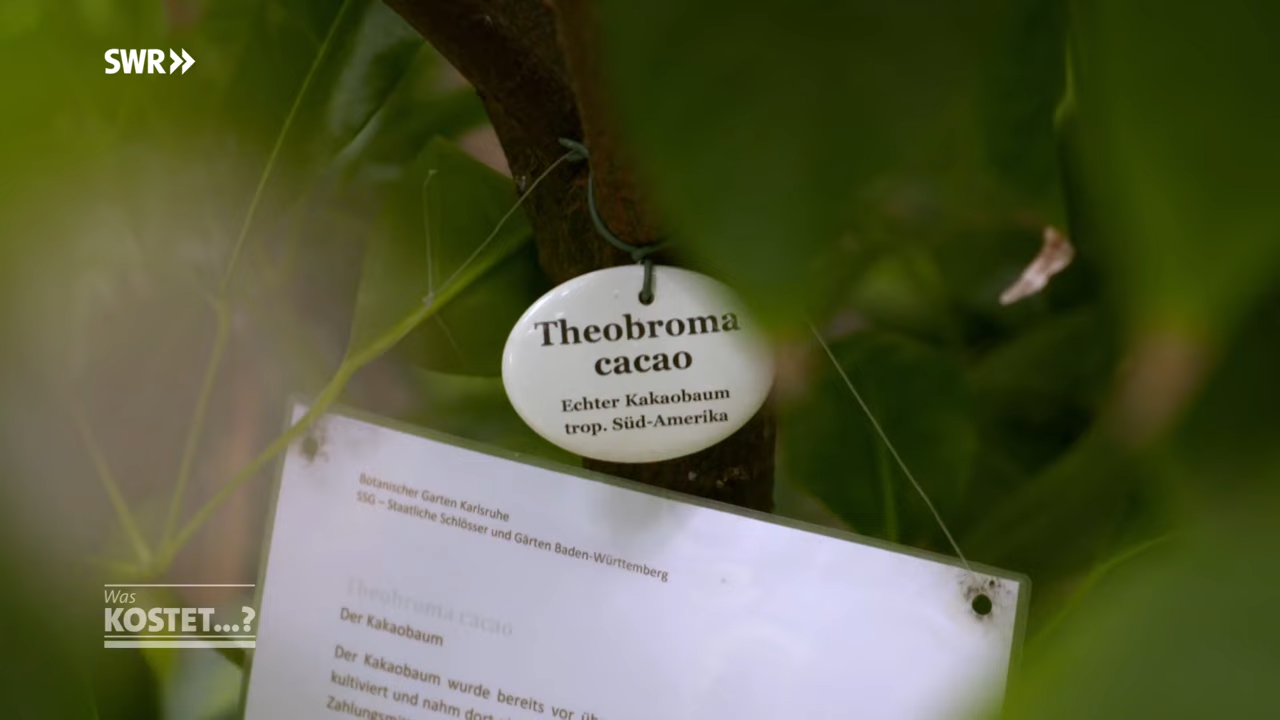 SWR
Theobroma
cacao
Echter Kakaobaum
trop. Süd-Amerika
Botanischer Garten Karlsruhe
SSG – Staatliche Schlösser und Gärten Baden-Württemberg
Theobroma cacao
Der Kakaobaum
Der Kakaobaum wurde bereits vor
kultiviert und nahm dort
Was
KOSTET...?